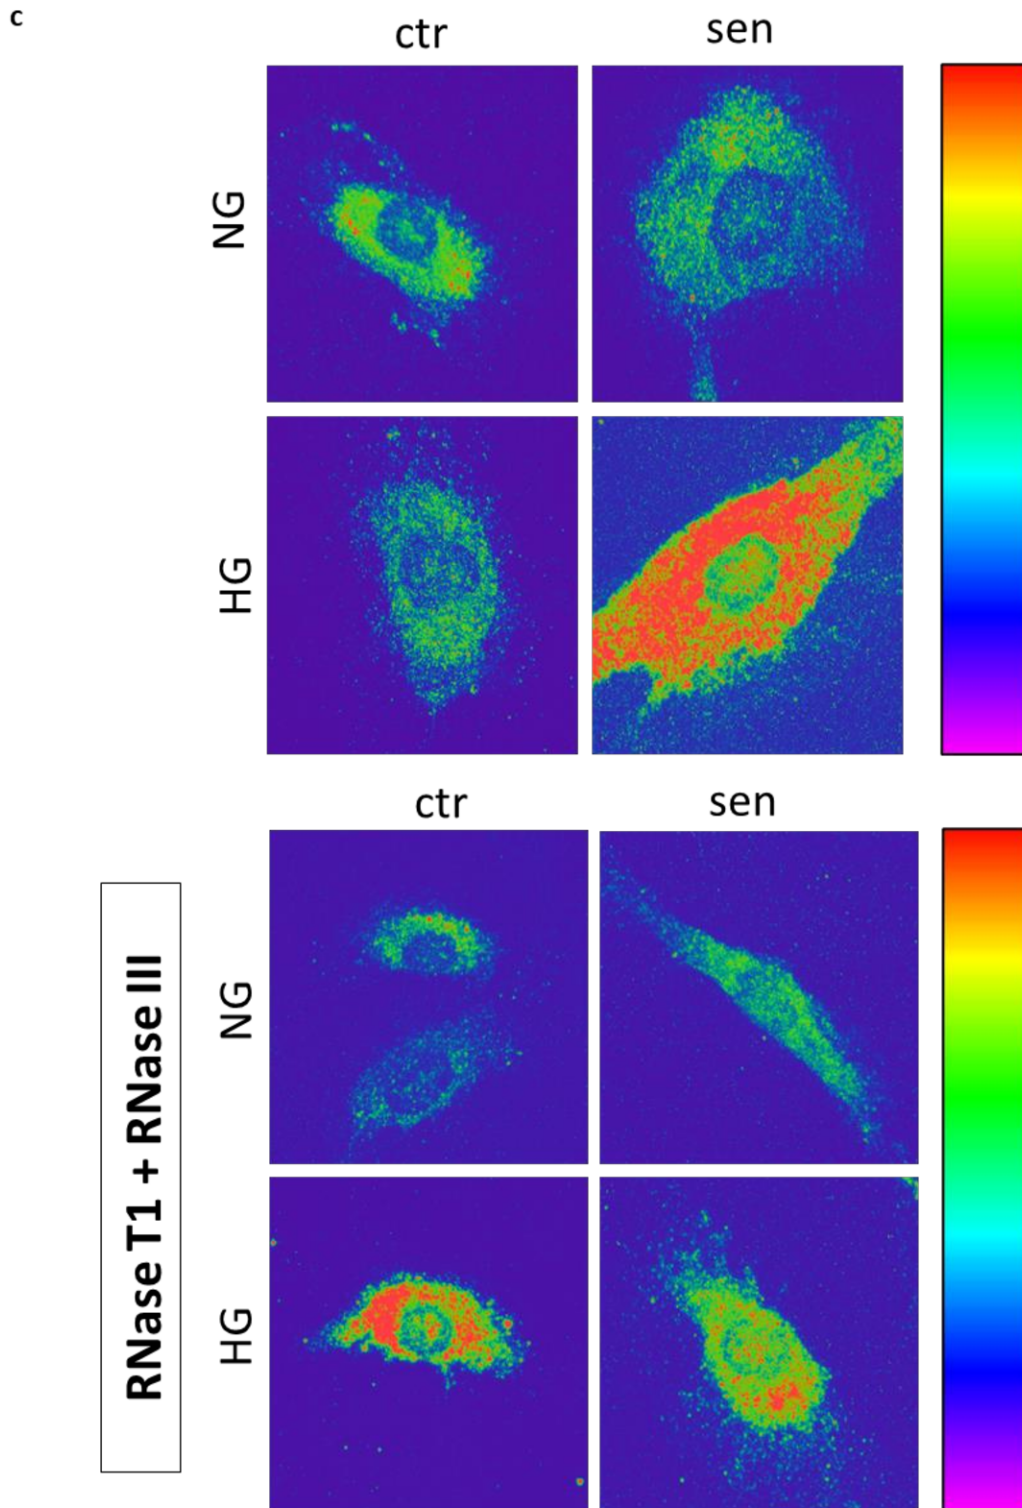 c
ctr sen
NG
HG
ctr sen
RNase T1 + RNase III
NG
HG